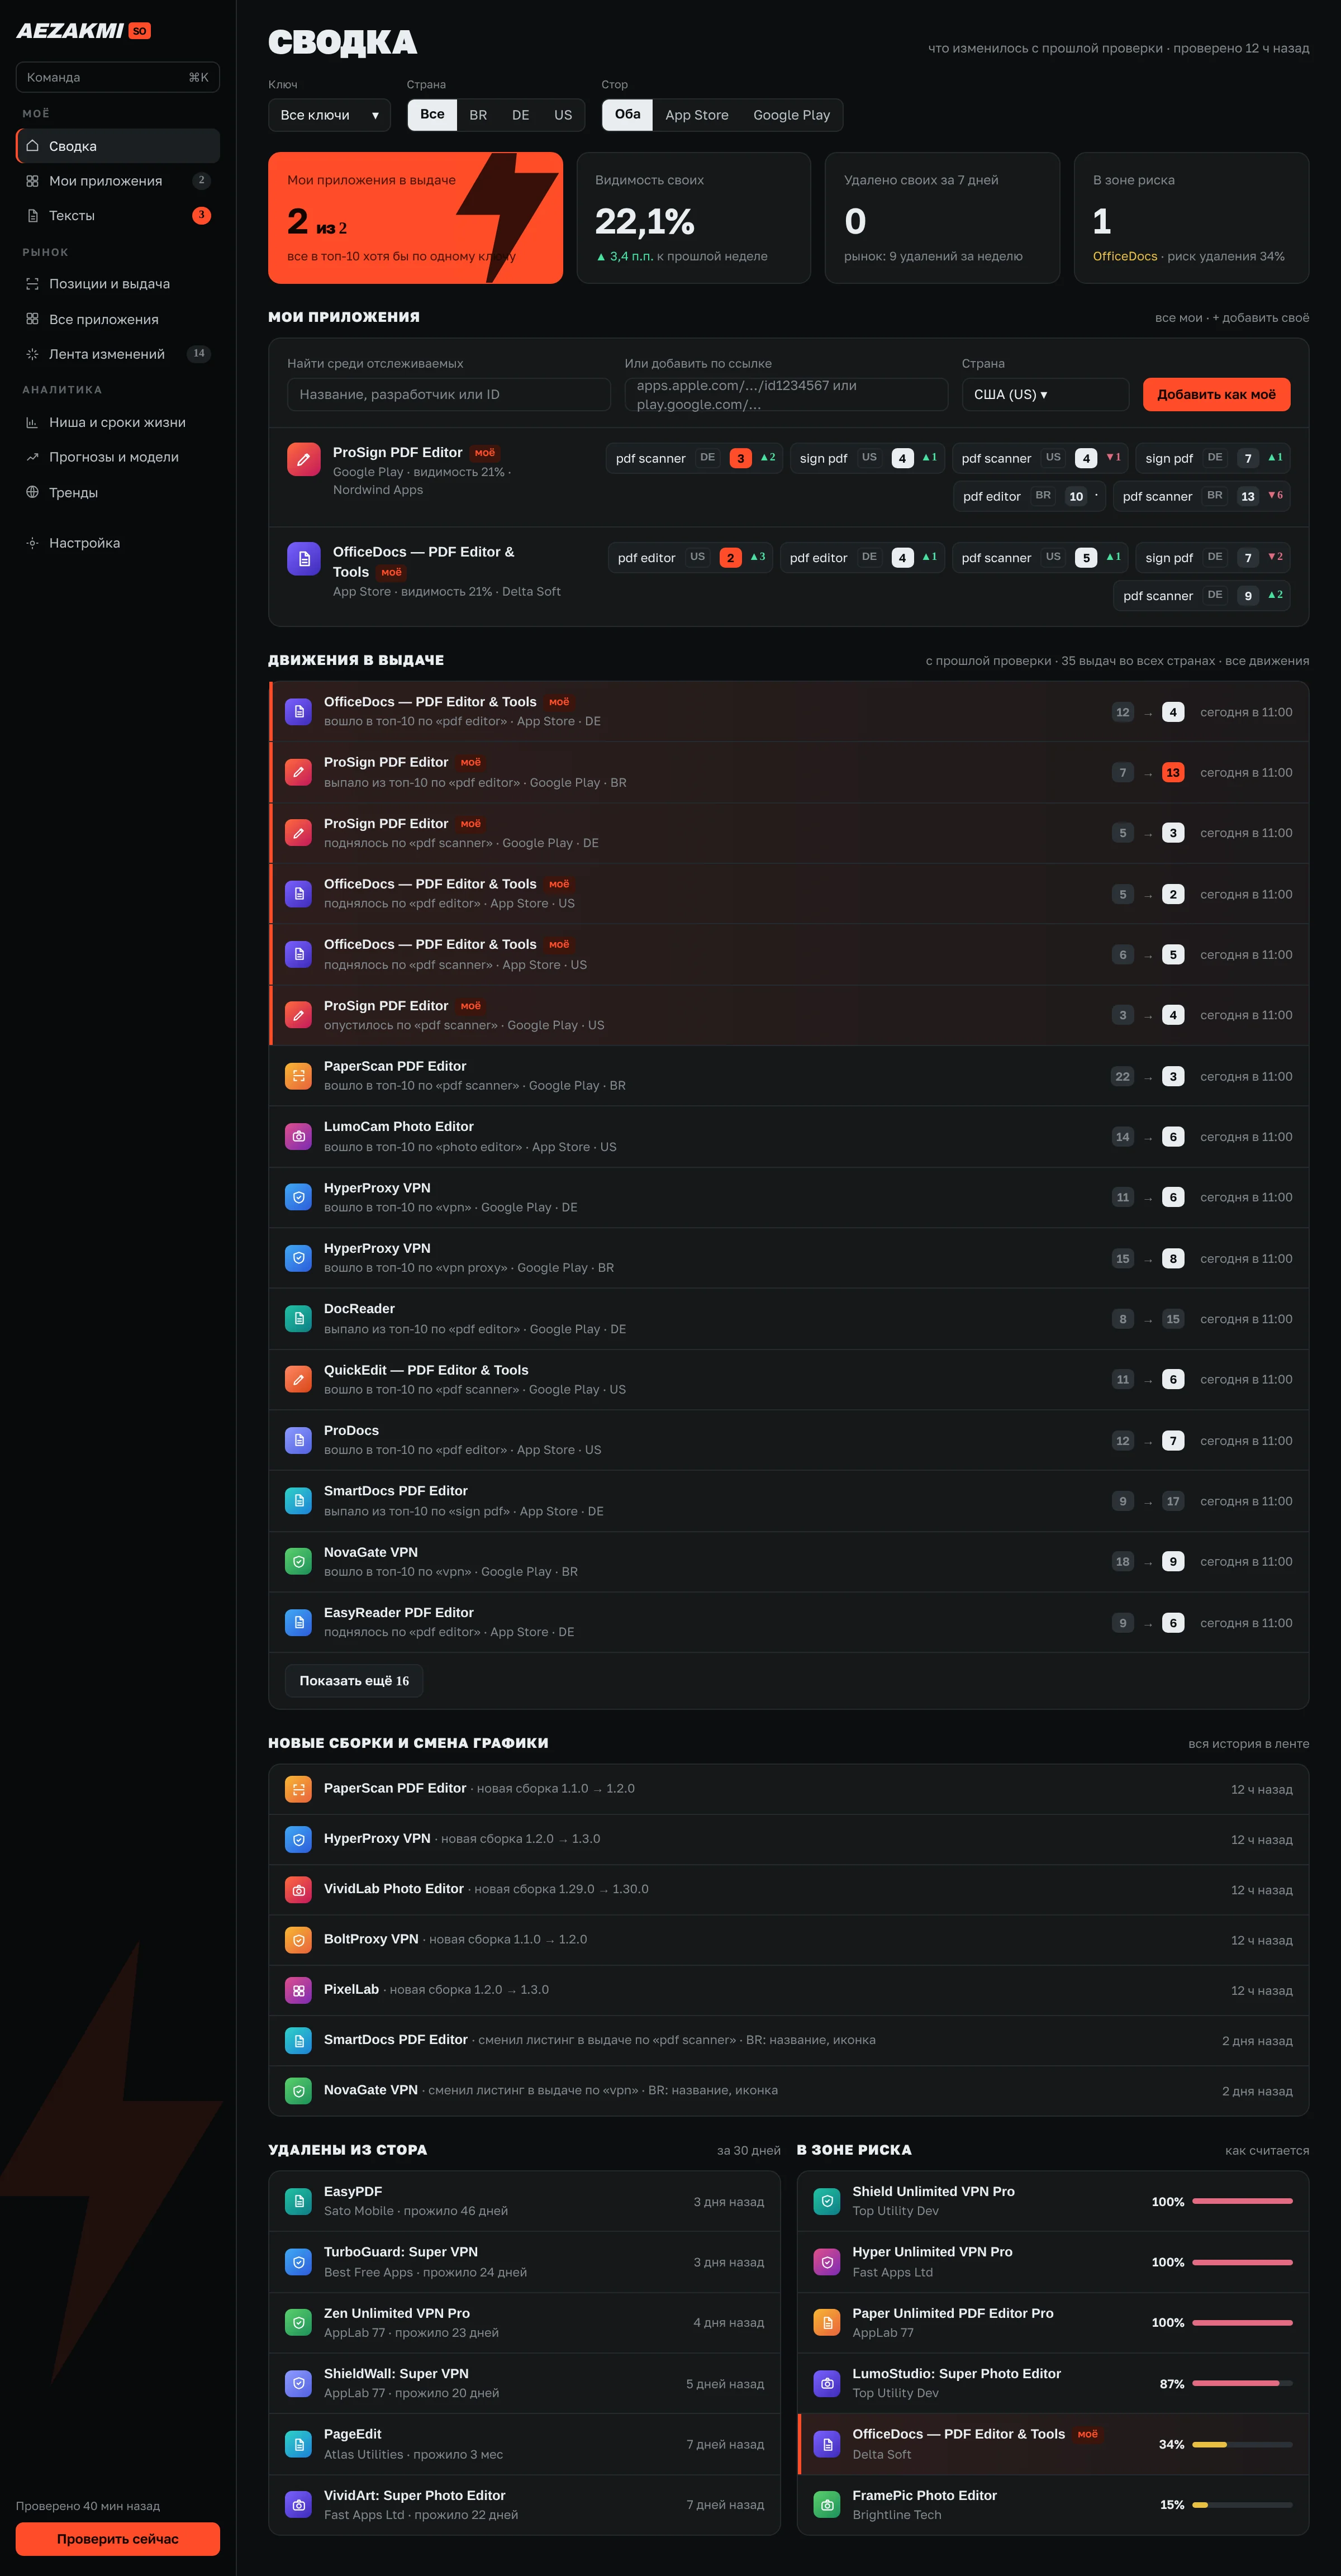 AEZAKMI SO
Команда ⌘K
МОЁ
Сводка
Мои приложения 2
Тексты 3
РЫНОК
Позиции и выдача
Все приложения
Лента изменений 14
АНАЛИТИКА
Ниша и сроки жизни
Прогнозы и модели
Тренды
Настройка
Проверено 40 мин назад
Проверить сейчас
СВОДКА
что изменилось с прошлой проверки · проверено 12 ч назад
Ключ
Все ключи ▾
Страна
Все BR DE US
Стор
Оба App Store Google Play
Мои приложения в выдаче
2 из 2
все в топ-10 хотя бы по одному ключу
Видимость своих
22,1%
▲ 3,4 п.п. к прошлой неделе
Удалено своих за 7 дней
0
рынок: 9 удалений за неделю
В зоне риска
1
OfficeDocs · риск удаления 34%
МОИ ПРИЛОЖЕНИЯ
все мои · + добавить своё
Найти среди отслеживаемых
Название, разработчик или ID
Или добавить по ссылке
apps.apple.com/…/id1234567 или
play.google.com/…
Страна
США (US) ▾
Добавить как моё
ProSign PDF Editor моё
Google Play · видимость 21% ·
Nordwind Apps
pdf scanner DE 3 ▲2
sign pdf US 4 ▲1
pdf scanner US 4 ▼1
sign pdf DE 7 ▲1
pdf editor BR 10 ·
pdf scanner BR 13 ▼6
OfficeDocs — PDF Editor &
Tools моё
App Store · видимость 21% · Delta Soft
pdf editor US 2 ▲3
pdf editor DE 4 ▲1
pdf scanner US 5 ▲1
sign pdf DE 7 ▼2
pdf scanner DE 9 ▲2
ДВИЖЕНИЯ В ВЫДАЧЕ
с прошлой проверки · 35 выдач во всех странах · все движения
OfficeDocs — PDF Editor & Tools моё
вошло в топ-10 по «pdf editor» · App Store · DE
12 → 4 сегодня в 11:00
ProSign PDF Editor моё
выпало из топ-10 по «pdf editor» · Google Play · BR
7 → 13 сегодня в 11:00
ProSign PDF Editor моё
поднялось по «pdf scanner» · Google Play · DE
5 → 3 сегодня в 11:00
OfficeDocs — PDF Editor & Tools моё
поднялось по «pdf editor» · App Store · US
5 → 2 сегодня в 11:00
OfficeDocs — PDF Editor & Tools моё
поднялось по «pdf scanner» · App Store · US
6 → 5 сегодня в 11:00
ProSign PDF Editor моё
опустилось по «pdf scanner» · Google Play · US
3 → 4 сегодня в 11:00
PaperScan PDF Editor
вошло в топ-10 по «pdf scanner» · Google Play · BR
22 → 3 сегодня в 11:00
LumoCam Photo Editor
вошло в топ-10 по «photo editor» · App Store · US
14 → 6 сегодня в 11:00
HyperProxy VPN
вошло в топ-10 по «vpn» · Google Play · DE
11 → 6 сегодня в 11:00
HyperProxy VPN
вошло в топ-10 по «vpn proxy» · Google Play · BR
15 → 8 сегодня в 11:00
DocReader
выпало из топ-10 по «pdf editor» · Google Play · DE
8 → 15 сегодня в 11:00
QuickEdit — PDF Editor & Tools
вошло в топ-10 по «pdf scanner» · Google Play · US
11 → 6 сегодня в 11:00
ProDocs
вошло в топ-10 по «pdf editor» · App Store · US
12 → 7 сегодня в 11:00
SmartDocs PDF Editor
выпало из топ-10 по «sign pdf» · App Store · DE
9 → 17 сегодня в 11:00
NovaGate VPN
вошло в топ-10 по «vpn» · Google Play · BR
18 → 9 сегодня в 11:00
EasyReader PDF Editor
поднялось по «pdf editor» · App Store · DE
9 → 6 сегодня в 11:00
Показать ещё 16
НОВЫЕ СБОРКИ И СМЕНА ГРАФИКИ
вся история в ленте
PaperScan PDF Editor · новая сборка 1.1.0 → 1.2.0 12 ч назад
HyperProxy VPN · новая сборка 1.2.0 → 1.3.0 12 ч назад
VividLab Photo Editor · новая сборка 1.29.0 → 1.30.0 12 ч назад
BoltProxy VPN · новая сборка 1.1.0 → 1.2.0 12 ч назад
PixelLab · новая сборка 1.2.0 → 1.3.0 12 ч назад
SmartDocs PDF Editor · сменил листинг в выдаче по «pdf scanner» · BR: название, иконка 2 дня назад
NovaGate VPN · сменил листинг в выдаче по «vpn» · BR: название, иконка 2 дня назад
УДАЛЕНЫ ИЗ СТОРА
за 30 дней
EasyPDF
Sato Mobile · прожило 46 дней
3 дня назад
TurboGuard: Super VPN
Best Free Apps · прожило 24 дней
3 дня назад
Zen Unlimited VPN Pro
AppLab 77 · прожило 23 дней
4 дня назад
ShieldWall: Super VPN
AppLab 77 · прожило 20 дней
5 дней назад
PageEdit
Atlas Utilities · прожило 3 мес
7 дней назад
VividArt: Super Photo Editor
Fast Apps Ltd · прожило 22 дней
7 дней назад
В ЗОНЕ РИСКА
как считается
Shield Unlimited VPN Pro
Top Utility Dev
100%
Hyper Unlimited VPN Pro
Fast Apps Ltd
100%
Paper Unlimited PDF Editor Pro
AppLab 77
100%
LumoStudio: Super Photo Editor
Top Utility Dev
87%
OfficeDocs — PDF Editor & Tools моё
Delta Soft
34%
FramePic Photo Editor
Brightline Tech
15%